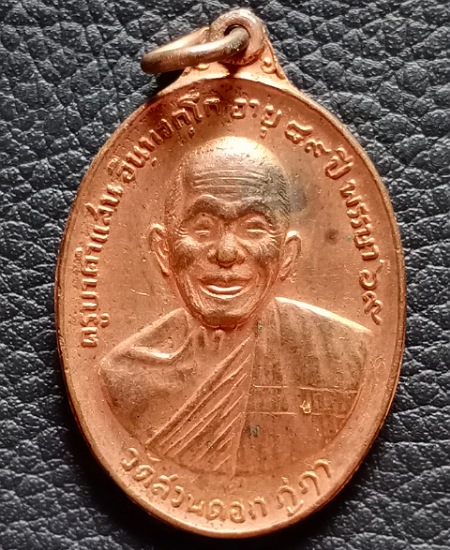 ครูบาคำแสน อินฺทจกฺโก อายุ ๘๙ ปี พรรษา ๖๙
วัดสวนดอก